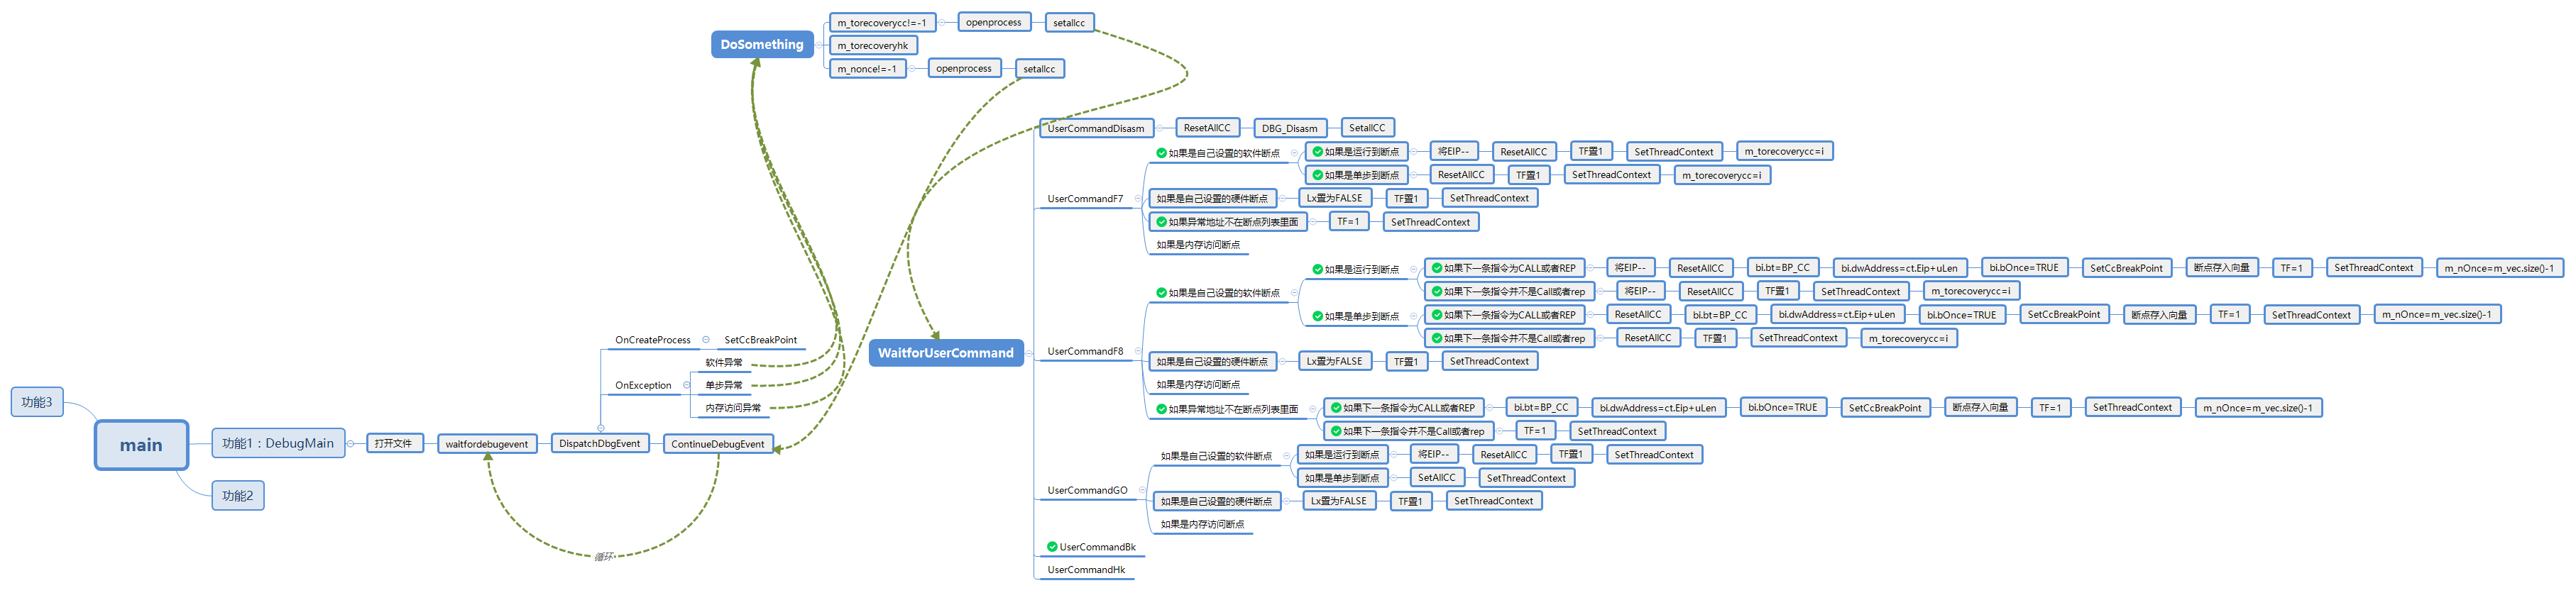 DoSomething
m_torecoverycc!=-1 openprocess setallcc
m_torecoveryhk
m_nonce!=-1 openprocess setallcc
功能3
main
功能1：DebugMain 打开文件 waitfordebugevent DispatchDbgEvent ContinueDebugEvent
功能2
循环
OnCreateProcess SetCcBreakPoint
OnException
软件异常
单步异常
内存访问异常
WaitforUserCommand
UserCommandDisasm ResetAllCC DBG_Disasm SetallCC
UserCommandF7
如果是自己设置的软件断点
如果是运行到断点 将EIP-- ResetAllCC TF置1 SetThreadContext m_torecoverycc=i
如果是单步到断点 ResetAllCC TF置1 SetThreadContext m_torecoverycc=i
如果是自己设置的硬件断点 Lx置为FALSE TF置1 SetThreadContext
如果异常地址不在断点列表里面 TF=1 SetThreadContext
如果是内存访问断点
UserCommandF8
如果是自己设置的软件断点
如果是运行到断点
如果下一条指令为CALL或者REP 将EIP-- ResetAllCC bi.bt=BP_CC bi.dwAddress=ct.Eip+uLen bi.bOnce=TRUE SetCcBreakPoint 断点存入向量 TF=1 SetThreadContext m_nOnce=m_vec.size()-1
如果下一条指令并不是Call或者rep 将EIP-- ResetAllCC TF置1 SetThreadContext m_torecoverycc=i
如果是单步到断点
如果下一条指令为CALL或者REP ResetAllCC bi.bt=BP_CC bi.dwAddress=ct.Eip+uLen bi.bOnce=TRUE SetCcBreakPoint 断点存入向量 TF=1 SetThreadContext m_nOnce=m_vec.size()-1
如果下一条指令并不是Call或者rep ResetAllCC TF置1 SetThreadContext m_torecoverycc=i
如果是自己设置的硬件断点 Lx置为FALSE TF置1 SetThreadContext
如果是内存访问断点
如果异常地址不在断点列表里面
如果下一条指令为CALL或者REP bi.bt=BP_CC bi.dwAddress=ct.Eip+uLen bi.bOnce=TRUE SetCcBreakPoint 断点存入向量 TF=1 SetThreadContext m_nOnce=m_vec.size()-1
如果下一条指令并不是Call或者rep TF=1 SetThreadContext
UserCommandGO
如果是自己设置的软件断点
如果是运行到断点 将EIP-- ResetAllCC TF置1 SetThreadContext
如果是单步到断点 SetAllCC SetThreadContext
如果是自己设置的硬件断点 Lx置为FALSE TF置1 SetThreadContext
如果是内存访问断点
UserCommandBk
UserCommandHk